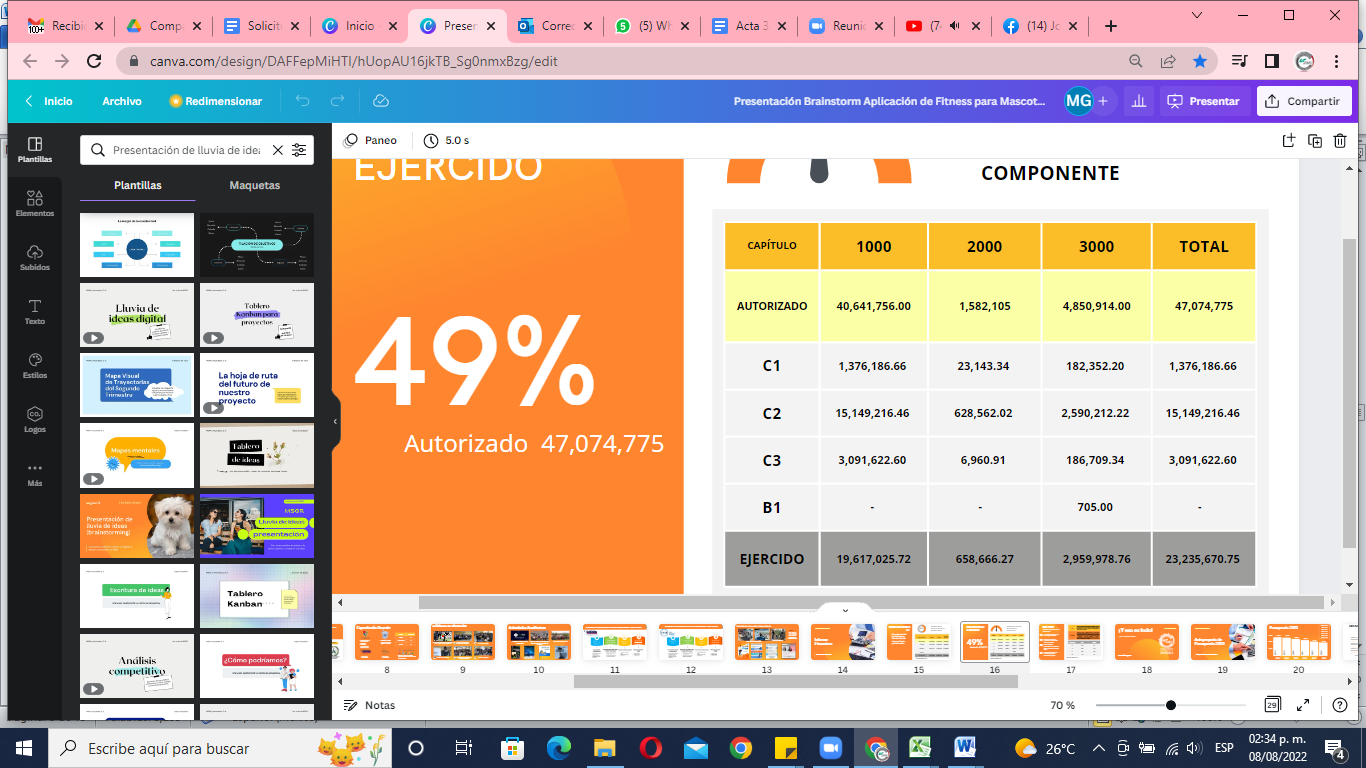 100+
Recibi
Compa
Solicit
Inicio
Presen
Correc
5
(5) Wh
Acta 3
Reuni
(74
(14) Jo
canva.com/design/DAFFepMiHTI/hUopAU16jkTB_Sg0nmxBzg/edit
Inicio
Archivo
Redimensionar
Presentación Brainstorm Aplicación de Fitness para Mascot...
MG
+
Presentar
Compartir
Plantillas
Elementos
Subidos
Texto
Estilos
CO.
Logos
Más
Presentación de lluvia de idea
Plantillas
Maquetas
Lluvia de
ideas digital
Tablero
Kanban para
proyectos
Mapa Visual
de Trayectorias
del Segundo
Trimestre
La hoja de ruta
del futuro de
nuestro
proyecto
Mapas mentales
Tablero
de ideas
Presentación de
lluvia de ideas
(brainstorming)
Lluvia de ideas
presentación
Escritura de ideas
Tablero
Kanban
Análisis
competitivo
¿Cómo podríamos?
Paneo
5.0 s
EJERCIDO
49%
Autorizado 47,074,775
COMPONENTE
CAPÍTULO 1000 2000 3000 TOTAL
AUTORIZADO 40,641,756.00 1,582,105 4,850,914.00 47,074,775
C1 1,376,186.66 23,143.34 182,352.20 1,376,186.66
C2 15,149,216.46 628,562.02 2,590,212.22 15,149,216.46
C3 3,091,622.60 6,960.91 186,709.34 3,091,622.60
B1 - - 705.00 -
EJERCIDO 19,617,025.72 658,666.27 2,959,978.76 23,235,670.75
8
9
10
11
12
13
14
15
16
17
18
19
20
Notas
70 %
29
Escribe aquí para buscar
26°C
ESP
02:34 p. m.
08/08/2022
4